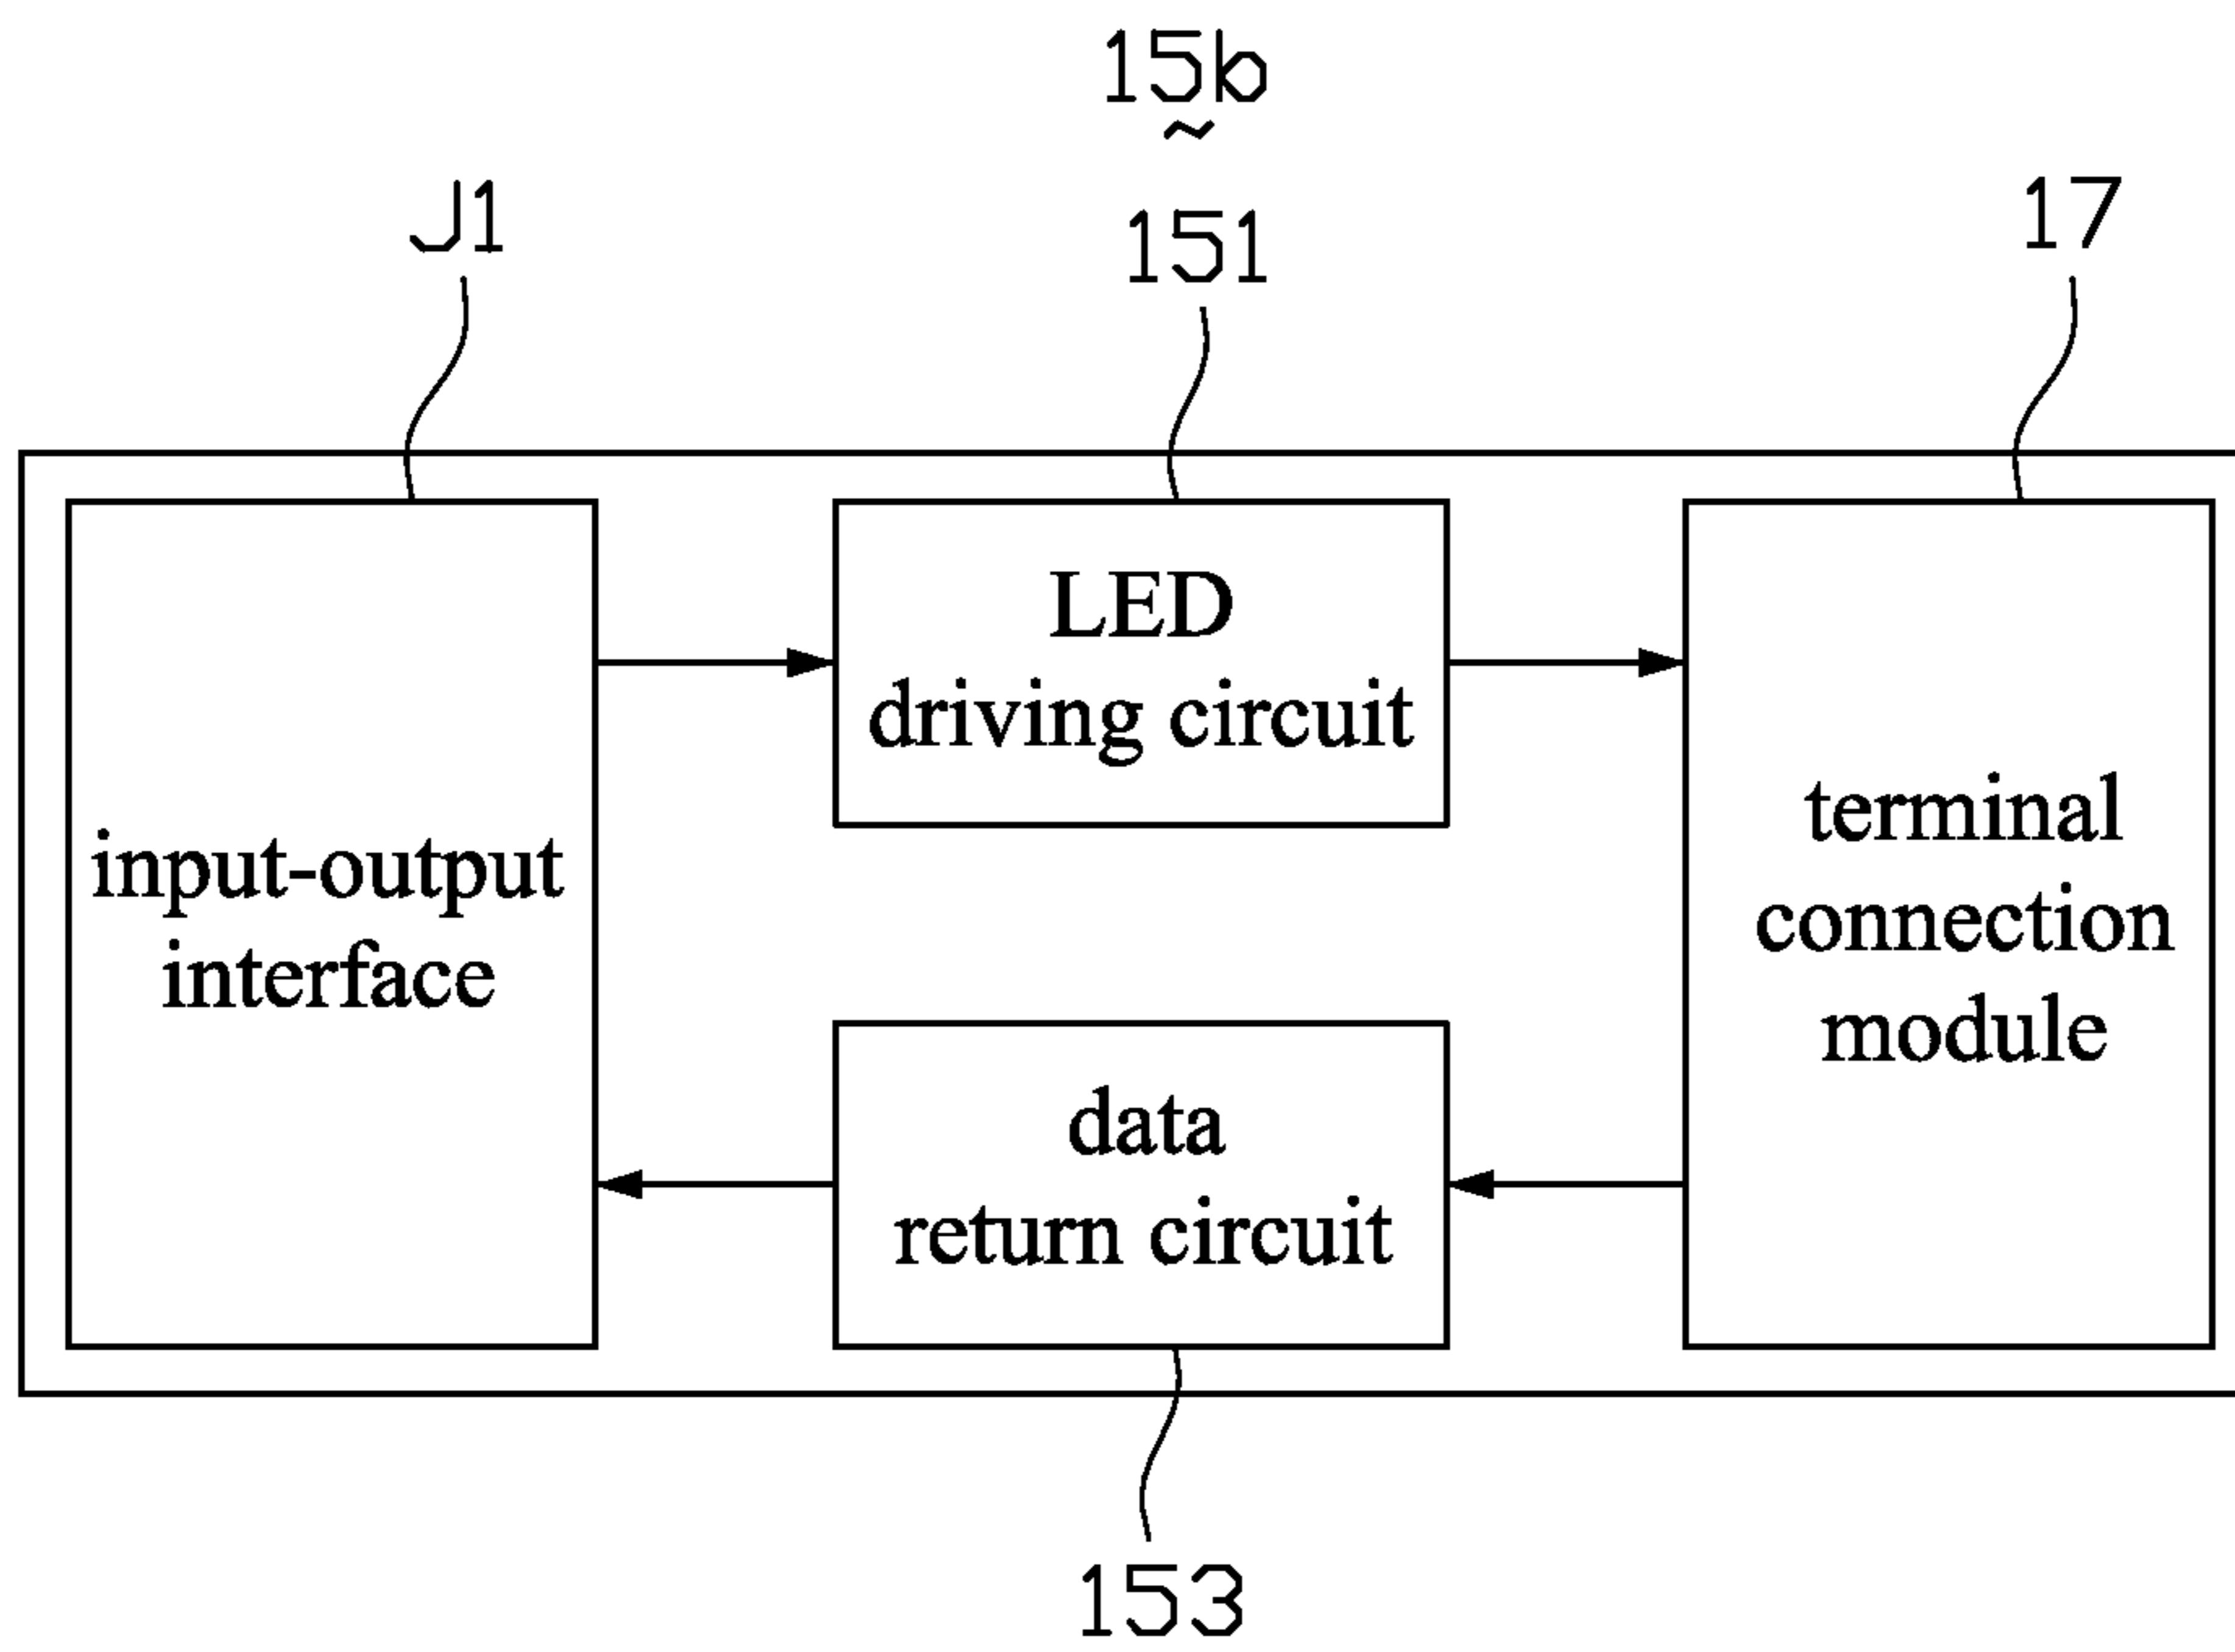 15b
J1
151
17
LED
driving circuit
input-output
interface
terminal
connection
module
data
return circuit
153